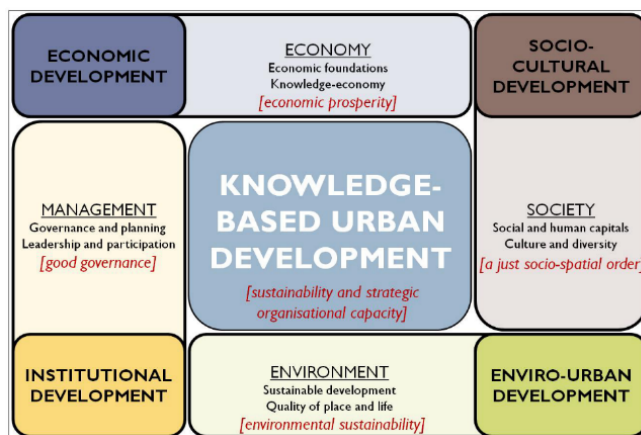 ECONOMIC
DEVELOPMENT
ECONOMY
Economic foundations
Knowledge-economy
[economic prosperity]
SOCIO-
CULTURAL
DEVELOPMENT
MANAGEMENT
Governance and planning
Leadership and participation
[good governance]
KNOWLEDGE-
BASED URBAN
DEVELOPMENT
[sustainability and strategic
organisational capacity]
SOCIETY
Social and human capitals
Culture and diversity
[a just socio-spatial order]
INSTITUTIONAL
DEVELOPMENT
ENVIRONMENT
Sustainable development
Quality of place and life
[environmental sustainability]
ENVIRO-URBAN
DEVELOPMENT